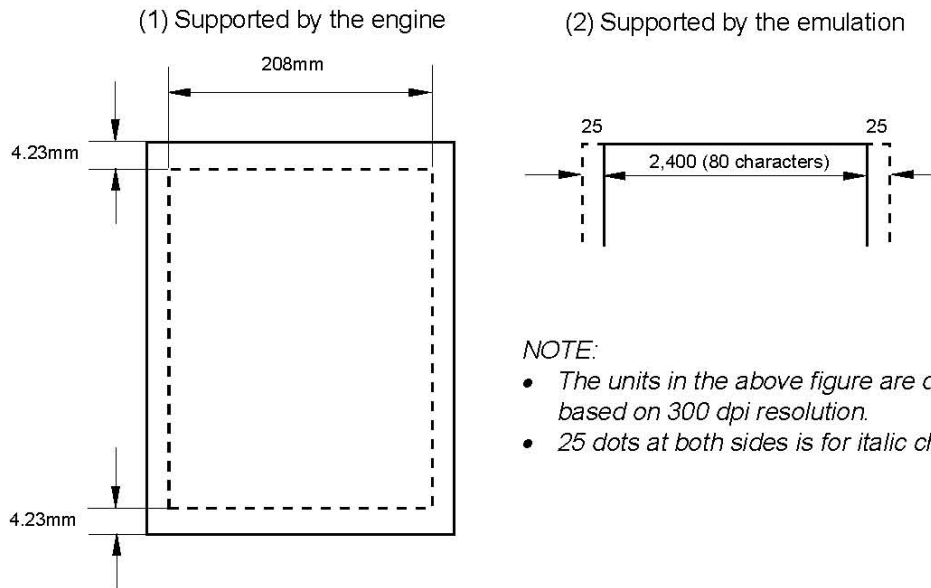 (1) Supported by the engine
208mm
4.23mm
4.23mm
(2) Supported by the emulation
25 25
2,400 (80 characters)
NOTE:
• The units in the above figure are
based on 300 dpi resolution.
• 25 dots at both sides is for italic